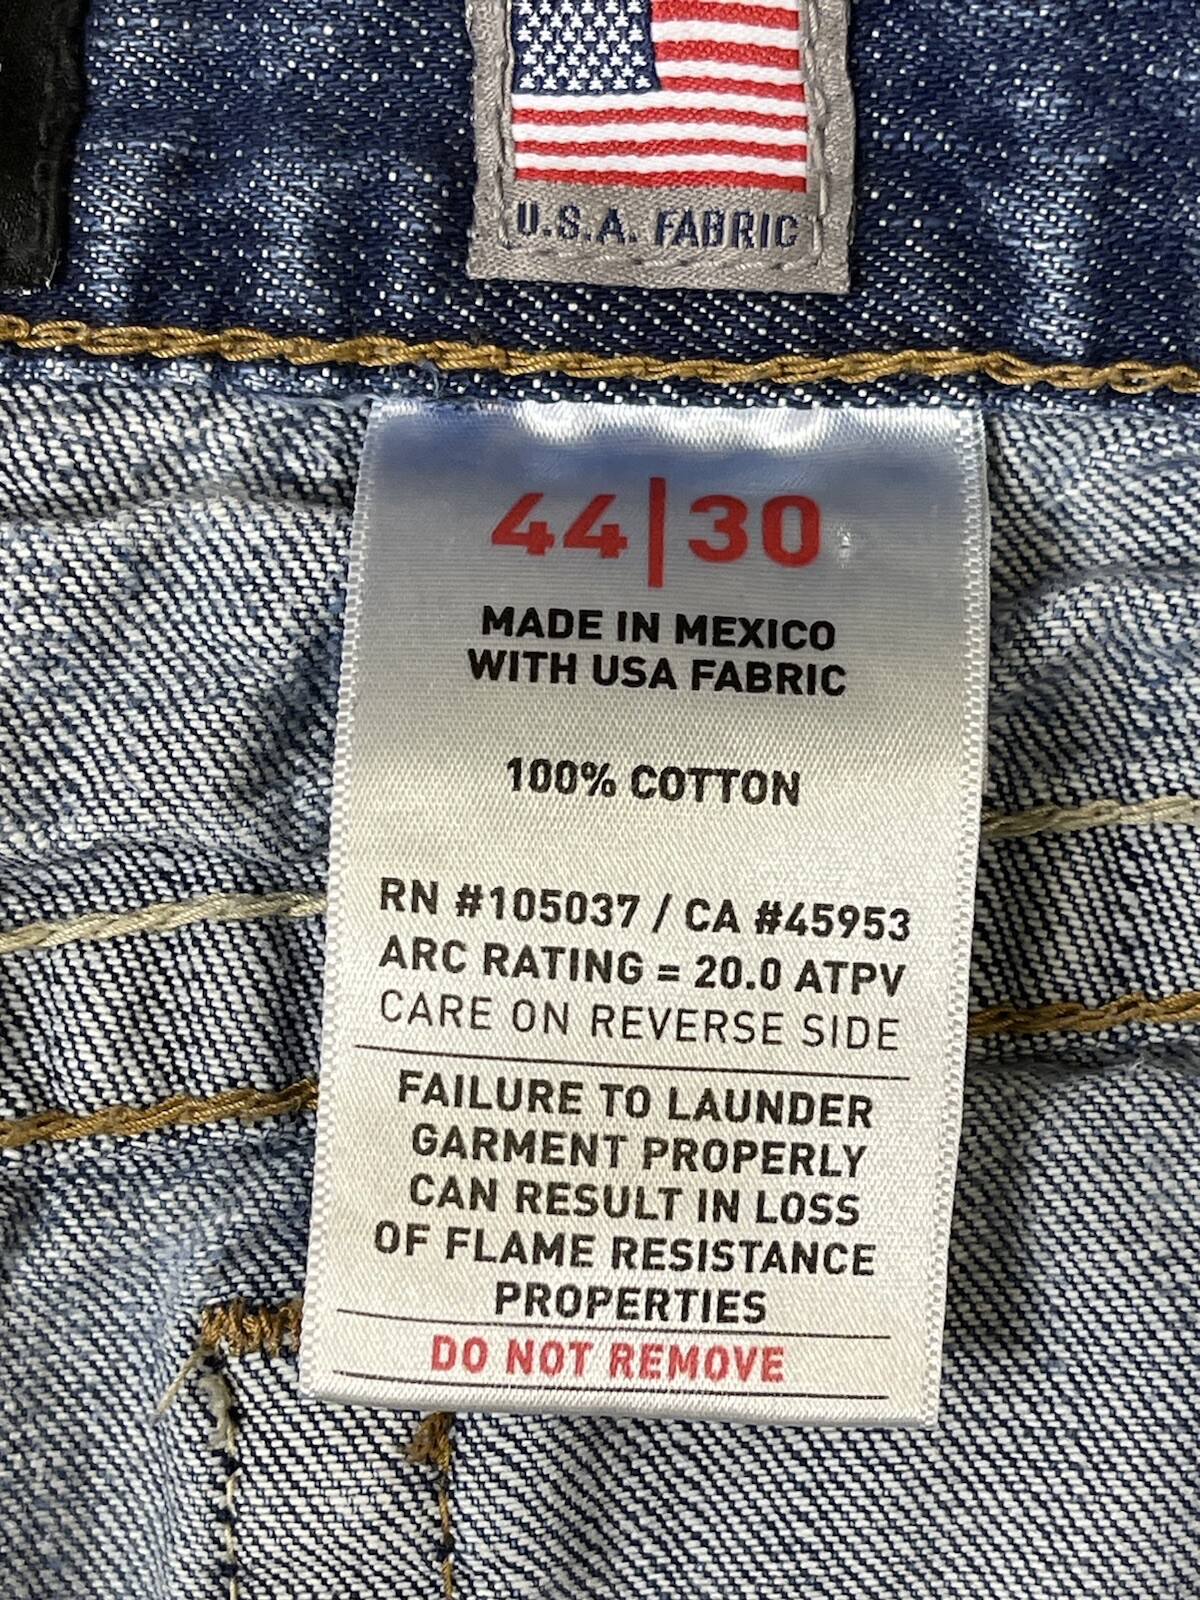 U.S.A. FABRIC
44|30
MADE IN MEXICO
WITH USA FABRIC
100% COTTON
RN #105037 / CA #45953
ARC RATING = 20.0 ATPV
CARE ON REVERSE SIDE
FAILURE TO LAUNDER
GARMENT PROPERLY
CAN RESULT IN LOSS
OF FLAME RESISTANCE
PROPERTIES
DO NOT REMOVE